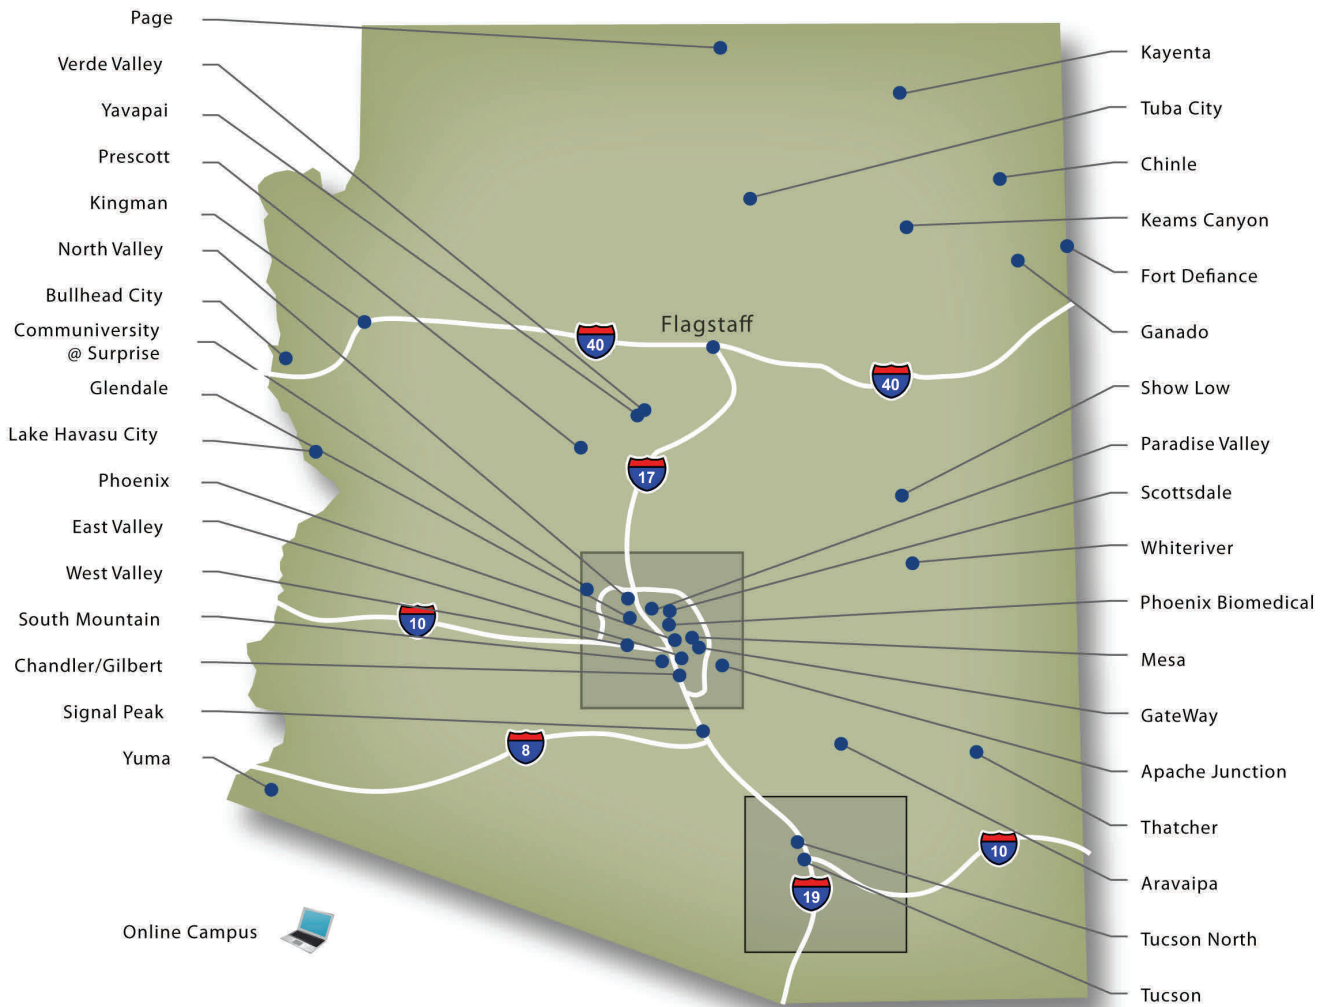 Page
Verde Valley
Yavapai
Prescott
Kingman
North Valley
Bullhead City
Communiversity
@ Surprise
Glendale
Lake Havasu City
Phoenix
East Valley
West Valley
South Mountain
Chandler/Gilbert
Signal Peak
Yuma
Online Campus
Flagstaff
40
40
17
10
8
10
19
Kayenta
Tuba City
Chinle
Keams Canyon
Fort Defiance
Ganado
Show Low
Paradise Valley
Scottsdale
Whiteriver
Phoenix Biomedical
Mesa
GateWay
Apache Junction
Thatcher
Aravaipa
Tucson North
Tucson